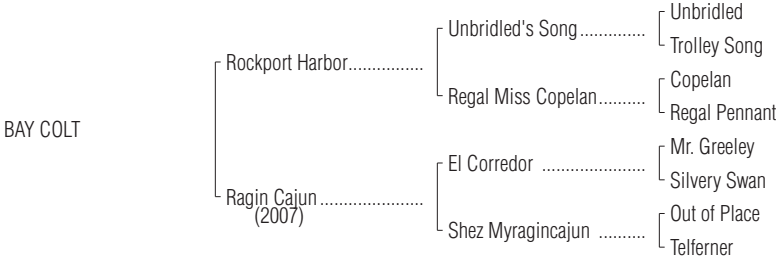 Unbridled
Unbridled's Song..............
Trolley Song
Rockport Harbor................
Copelan
Regal Miss Copelan..........
Regal Pennant
BAY COLT
Mr. Greeley
El Corredor ......................
Silvery Swan
Ragin Cajun......................
(2007)
Out of Place
Shez Myragincajun ..........
Telferner